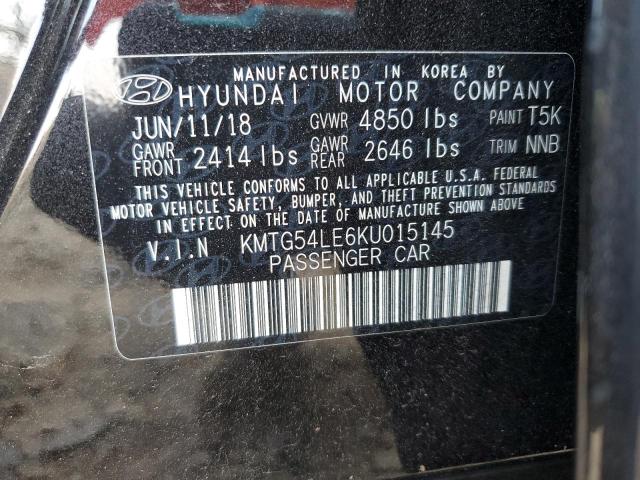 MANUFACTURED IN KOREA BY
HYUNDAI MOTOR COMPANY
JUN/11/18 GVWR 4850 lbs PAINT T5K
GAWR FRONT 2414 lbs GAWR REAR 2646 lbs TRIM NNB
THIS VEHICLE CONFORMS TO ALL APPLICABLE U.S.A. FEDERAL
MOTOR VEHICLE SAFETY, BUMPER, AND THEFT PREVENTION STANDARDS
IN EFFECT ON THE DATE OF MANUFACTURE SHOWN ABOVE.
V.I.N KMTG54LE6KU015145
PASSENGER CAR